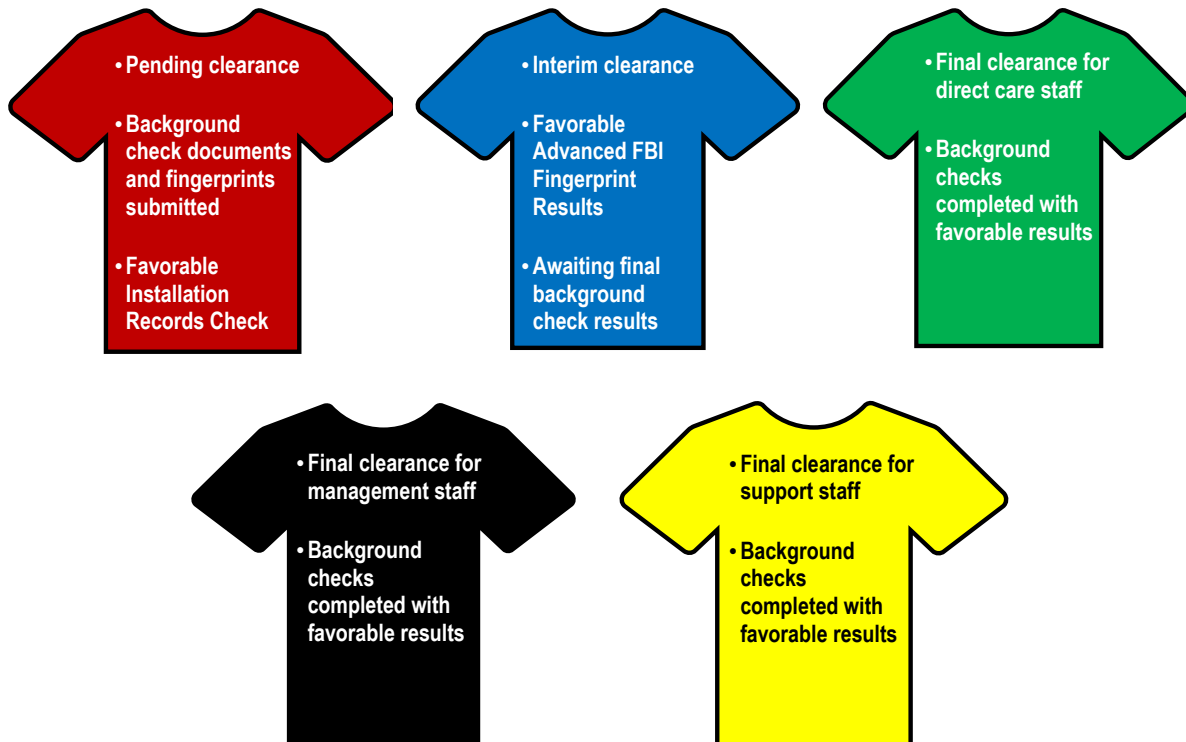 • Pending clearance
• Background
check documents
and fingerprints
submitted
• Favorable
Installation
Records Check
• Interim clearance
• Favorable
Advanced FBI
Fingerprint
Results
• Awaiting final
background
check results
• Final clearance for
direct care staff
• Background
checks
completed with
favorable results
• Final clearance for
management staff
• Background
checks
completed with
favorable results
• Final clearance for
support staff
• Background
checks
completed with
favorable results